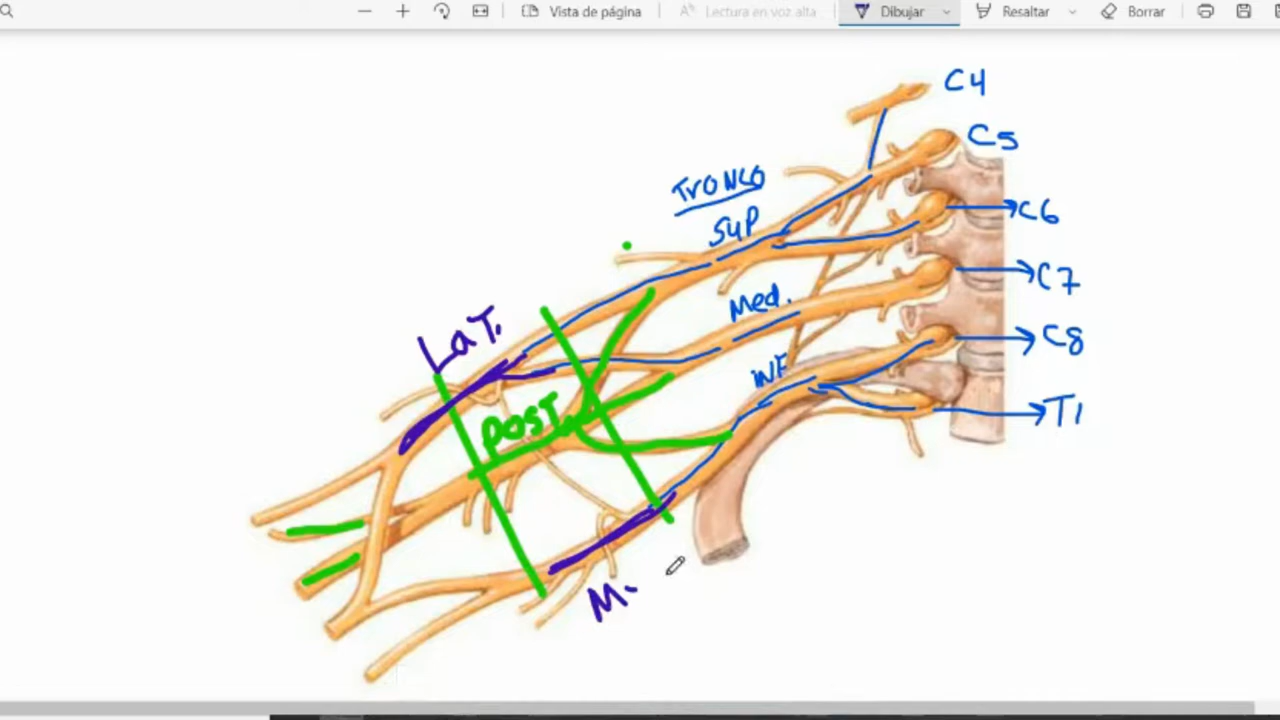 Vista de página
Lectura en voz alta
Dibujar
Resaltar
Borrar
C4
C5
Tronco
Sup
C6
C7
Med.
C8
INF
T1
Lat.
Post.
M